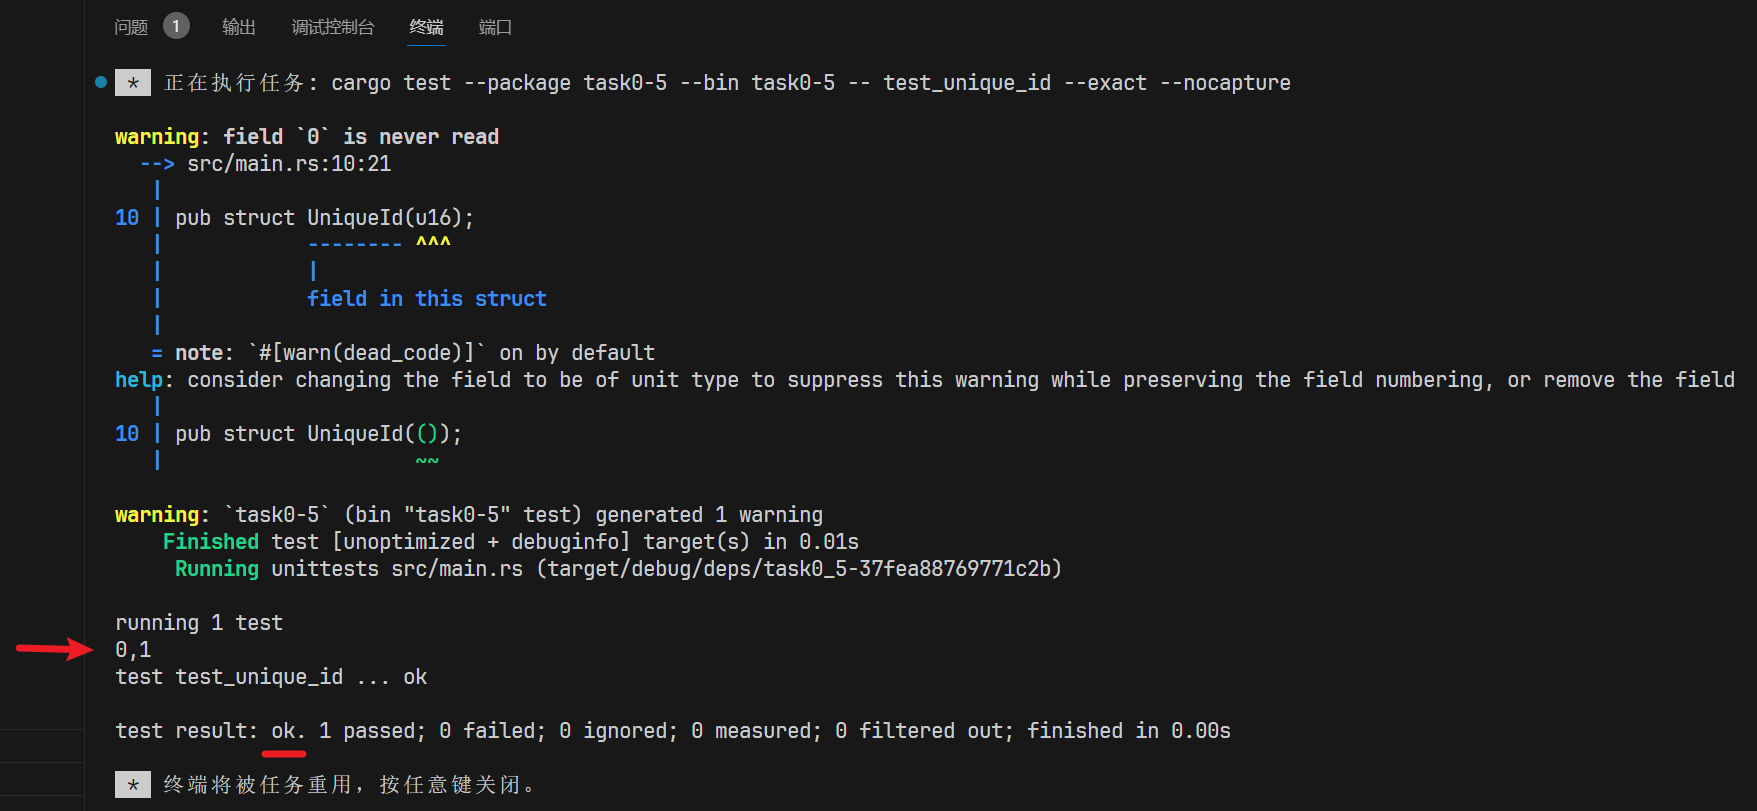 问题 1 输出 调试控制台 终端 端口
* 正在执行任务: cargo test --package task0-5 --bin task0-5 -- test_unique_id --exact --nocapture
warning: field `0` is never read
  --> src/main.rs:10:21
   |
10 | pub struct UniqueId(u16);
   |            -------- ^^^
   |            |
   |            field in this struct
   |
   = note: `#[warn(dead_code)]` on by default
help: consider changing the field to be of unit type to suppress this warning while preserving the field numbering, or remove the field
   |
10 | pub struct UniqueId(());
   |                     ~~
warning: `task0-5` (bin "task0-5" test) generated 1 warning
    Finished test [unoptimized + debuginfo] target(s) in 0.01s
     Running unittests src/main.rs (target/debug/deps/task0_5-37fea88769771c2b)
running 1 test
0,1
test test_unique_id ... ok
test result: ok. 1 passed; 0 failed; 0 ignored; 0 measured; 0 filtered out; finished in 0.00s
* 终端将被任务重用，按任意键关闭。